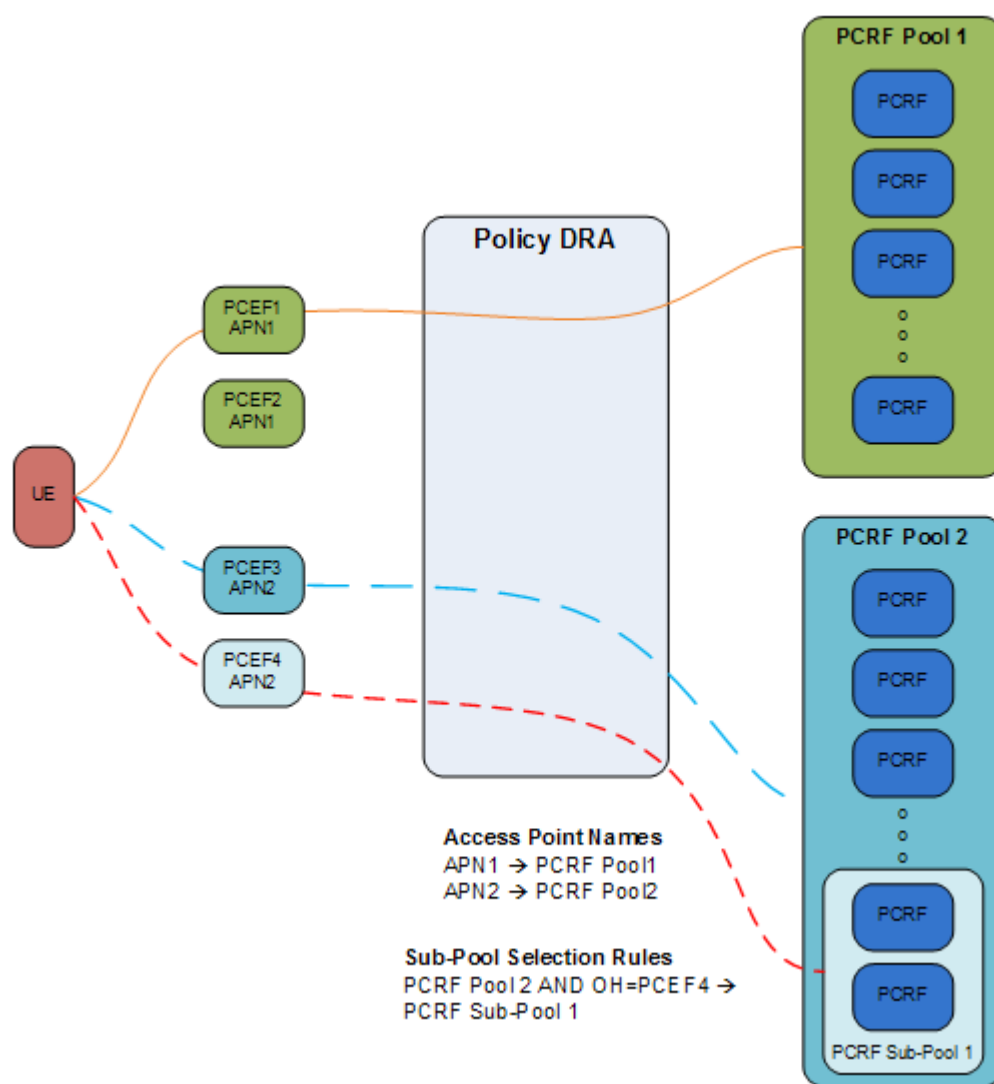 PCRF Pool 1
PCRF
PCRF
PCRF
PCRF
Policy DRA
PCEF1
APN1
PCEF2
APN1
UE
PCEF3
APN2
PCEF4
APN2
PCRF Pool 2
PCRF
PCRF
PCRF
PCRF
PCRF
PCRF Sub-Pool 1
Access Point Names
APN1 → PCRF Pool1
APN2 → PCRF Pool2
Sub-Pool Selection Rules
PCRF Pool 2 AND OH=PCEF4 →
PCRF Sub-Pool 1